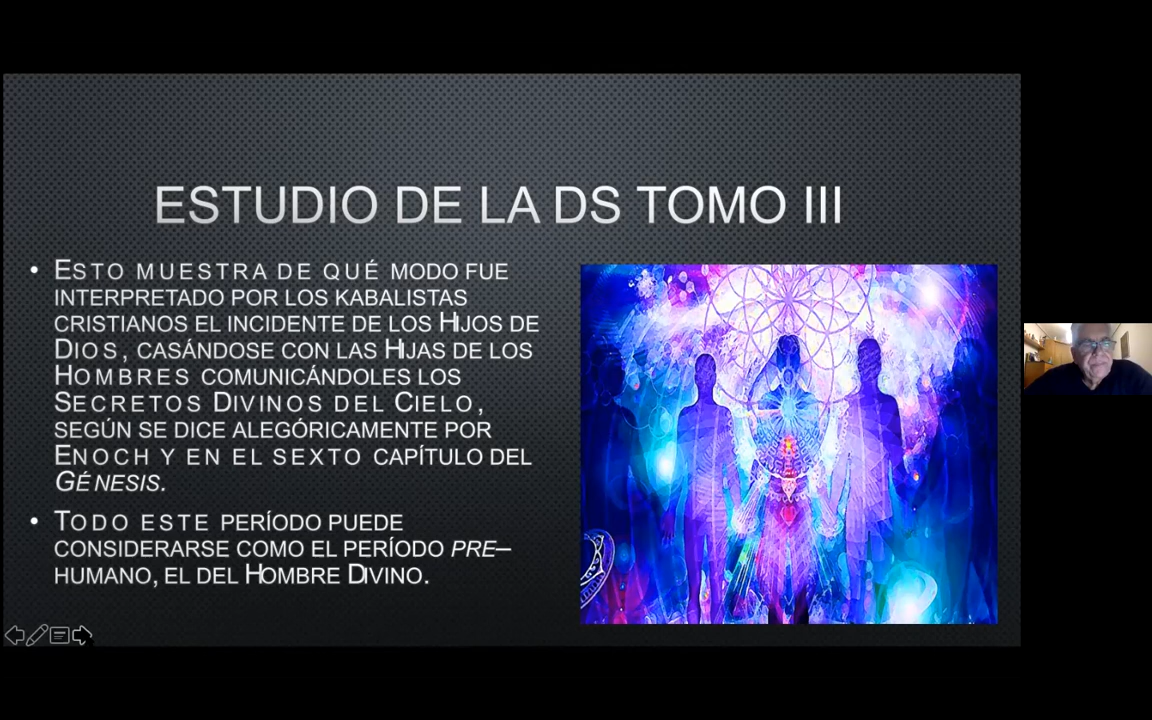 ESTUDIO DE LA DS TOMO III
• ESTO MUESTRA DE QUÉ MODO FUE
INTERPRETADO POR LOS KABALISTAS
CRISTIANOS EL INCIDENTE DE LOS HIJOS DE
DIOS, CASÁNDOSE CON LAS HIJAS DE LOS
HOMBRES COMUNICÁNDOLES LOS
SECRETOS DIVINOS DEL CIELO,
SEGÚN SE DICE ALEGÓRICAMENTE POR
ENOCH Y EN EL SEXTO CAPÍTULO DEL
GÉNESIS.
• TODO ESTE PERÍODO PUEDE
CONSIDERARSE COMO EL PERÍODO PRE–
HUMANO, EL DEL HOMBRE DIVINO.